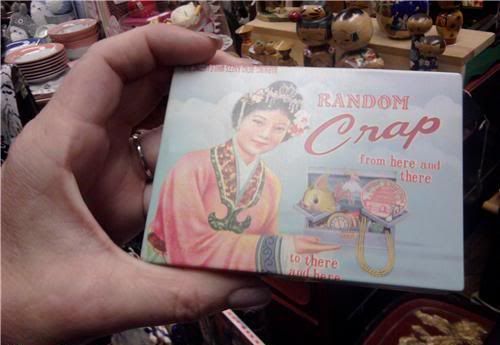 RANDOM
Crap
from here and
there
to there
and here